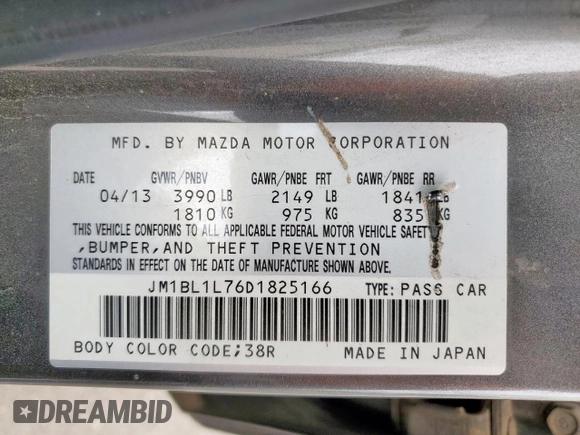 MFD. BY MAZDA MOTOR CORPORATION
DATE GVWR/PNBV GAWR/PNBE FRT GAWR/PNBE RR
04/13 3990 LB 2149 LB 1841 LB
1810 KG 975 KG 835 KG
THIS VEHICLE CONFORMS TO ALL APPLICABLE FEDERAL MOTOR VEHICLE SAFETY
,BUMPER,AND THEFT PREVENTION
STANDARDS IN EFFECT ON THE DATE OF MANUFACTURE SHOWN ABOVE.
JM1BL1L76D1825166 TYPE: PASS CAR
BODY COLOR CODE;38R MADE IN JAPAN
DREAMBID